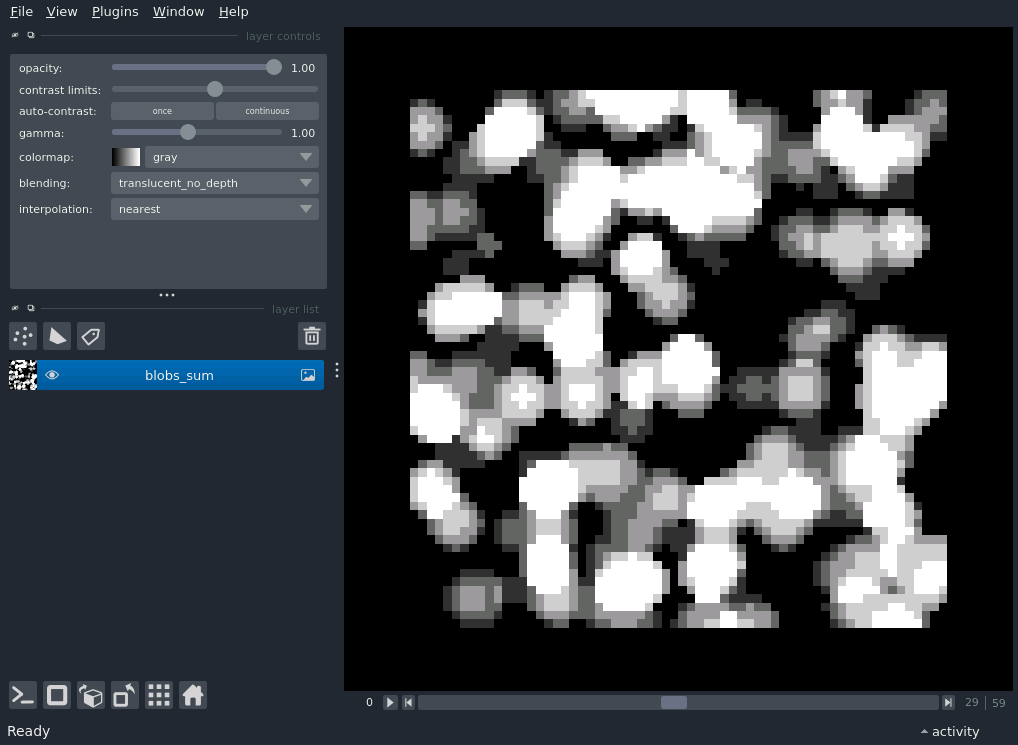 File View Plugins Window Help
layer controls
opacity: 1.00
contrast limits:
auto-contrast: once continuous
gamma: 1.00
colormap: gray
blending: translucent_no_depth
interpolation: nearest
layer list
blobs_sum
0 29 59
Ready activity